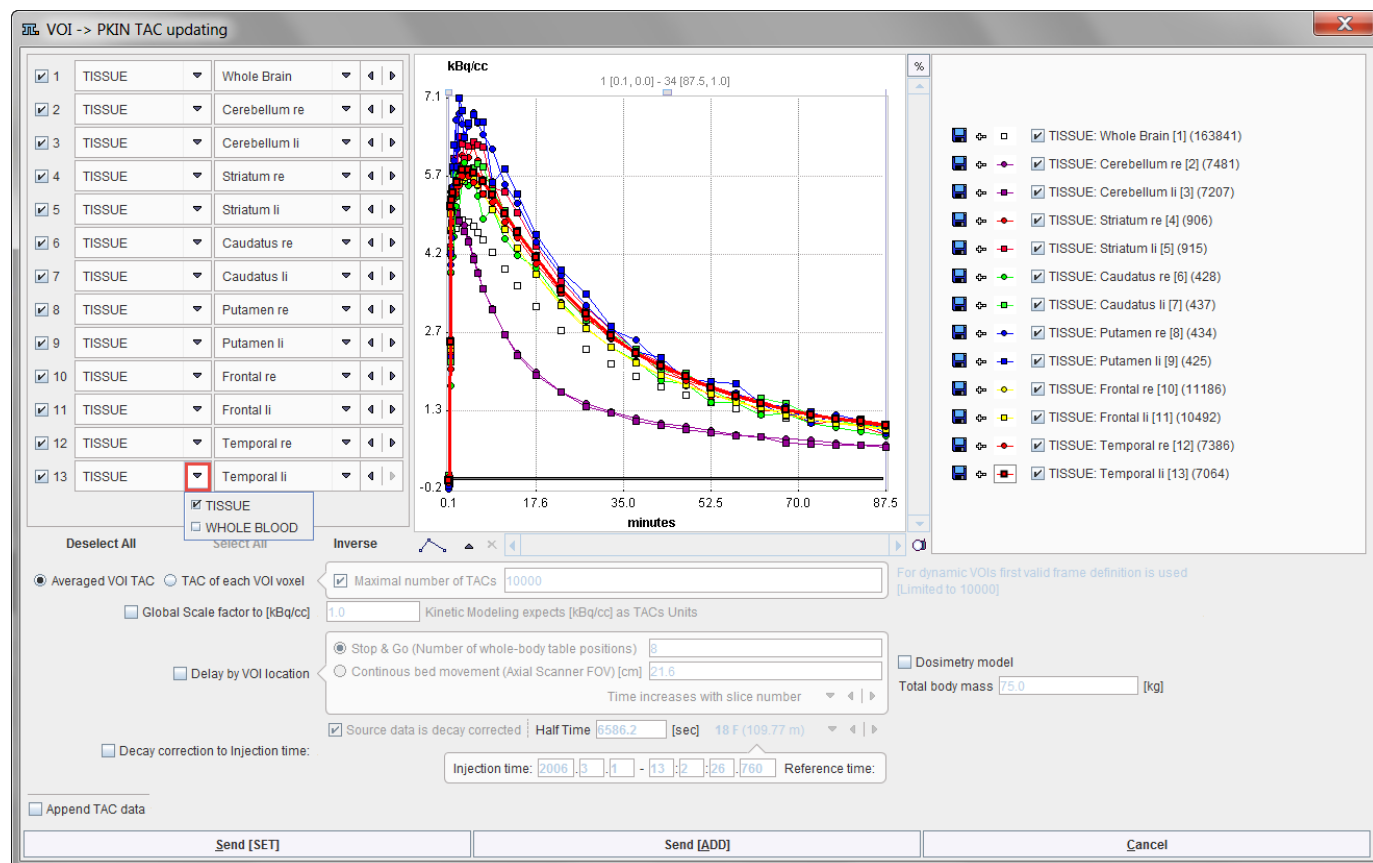 VOI -> PKIN TAC updating
1 TISSUE Whole Brain
2 TISSUE Cerebellum re
3 TISSUE Cerebellum li
4 TISSUE Striatum re
5 TISSUE Striatum li
6 TISSUE Caudatus re
7 TISSUE Caudatus li
8 TISSUE Putamen re
9 TISSUE Putamen li
10 TISSUE Frontal re
11 TISSUE Frontal li
12 TISSUE Temporal re
13 TISSUE Temporal li
TISSUE
WHOLE BLOOD
Deselect All Select All Inverse
kBq/cc
1 [0.1, 0.0] - 34 [87.5, 1.0]
%
7.1
5.7
4.2
2.7
1.3
-0.2
0.1 17.6 35.0 52.5 70.0 87.5
minutes
TISSUE: Whole Brain [1] (163841)
TISSUE: Cerebellum re [2] (7481)
TISSUE: Cerebellum li [3] (7207)
TISSUE: Striatum re [4] (906)
TISSUE: Striatum li [5] (915)
TISSUE: Caudatus re [6] (428)
TISSUE: Caudatus li [7] (437)
TISSUE: Putamen re [8] (434)
TISSUE: Putamen li [9] (425)
TISSUE: Frontal re [10] (11186)
TISSUE: Frontal li [11] (10492)
TISSUE: Temporal re [12] (7386)
TISSUE: Temporal li [13] (7064)
Averaged VOI TAC TAC of each VOI voxel Maximal number of TACs 10000
For dynamic VOIs first valid frame definition is used
[Limited to 10000]
Global Scale factor to [kBq/cc] 1.0 Kinetic Modeling expects [kBq/cc] as TACs Units
Delay by VOI location
Stop & Go (Number of whole-body table positions) 8
Continous bed movement (Axial Scanner FOV) [cm] 21.6
Time increases with slice number
Dosimetry model
Total body mass 75.0 [kg]
Decay correction to Injection time:
Source data is decay corrected Half Time 6586.2 [sec] 18 F (109.77 m)
Injection time: 2006 .3 .1 - 13 :2 :26 .760 Reference time:
Append TAC data
Send [SET] Send [ADD] Cancel